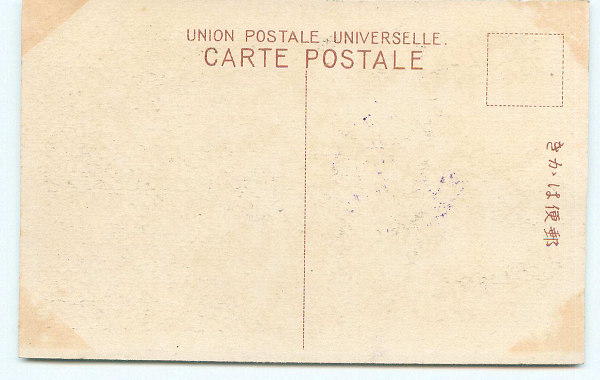 UNION POSTALE UNIVERSELLE.
CARTE POSTALE
郵便はかき